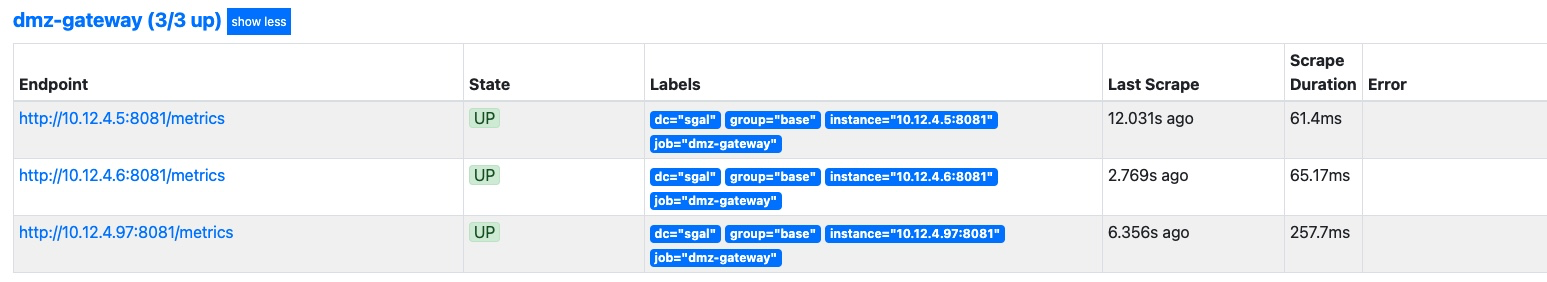 dmz-gateway (3/3 up) show less
Endpoint State Labels Last Scrape Scrape Duration Error
http://10.12.4.5:8081/metrics UP dc="sgal" group="base" instance="10.12.4.5:8081" 12.031s ago 61.4ms
job="dmz-gateway"
http://10.12.4.6:8081/metrics UP dc="sgal" group="base" instance="10.12.4.6:8081" 2.769s ago 65.17ms
job="dmz-gateway"
http://10.12.4.97:8081/metrics UP dc="sgal" group="base" instance="10.12.4.97:8081" 6.356s ago 257.7ms
job="dmz-gateway"